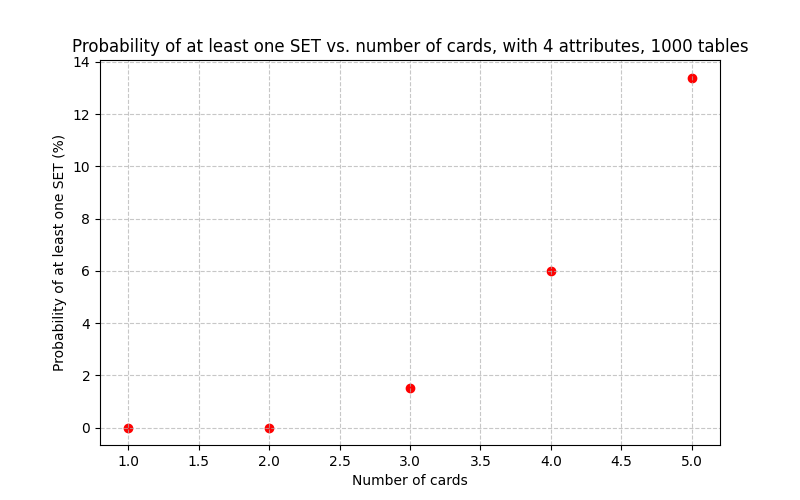 Probability of at least one SET vs. number of cards, with 4 attributes, 1000 tables
14
12
10
8
6
4
2
0
Probability of at least one SET (%)
1.0 1.5 2.0 2.5 3.0 3.5 4.0 4.5 5.0
Number of cards